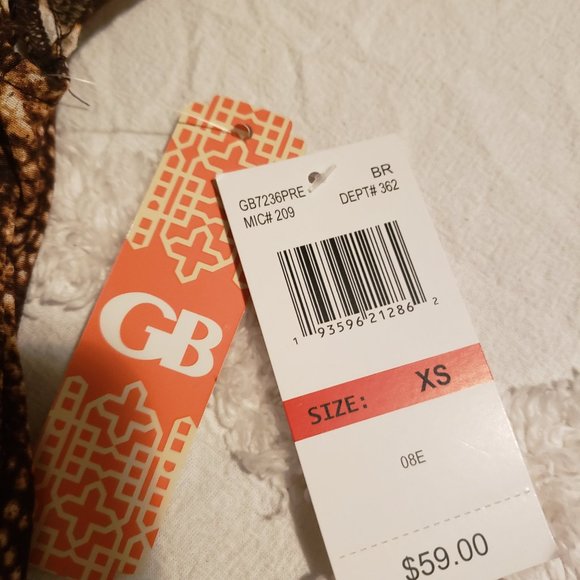 GB
GB7236PRE BR
MIC# 209 DEPT# 362
1 93596 21286 2
SIZE: XS
08E
$59.00